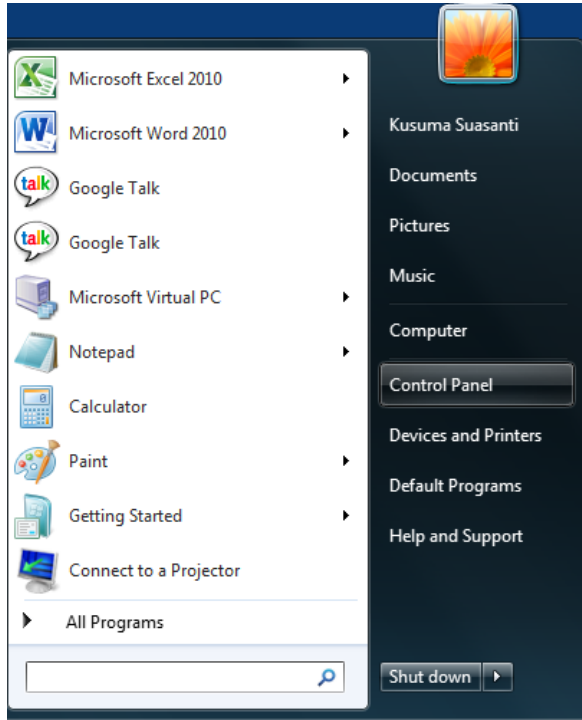 Microsoft Excel 2010
Microsoft Word 2010
talk Google Talk
talk Google Talk
Microsoft Virtual PC
Notepad
Calculator
Paint
Getting Started
Connect to a Projector
All Programs
Kusuma Suasanti
Documents
Pictures
Music
Computer
Control Panel
Devices and Printers
Default Programs
Help and Support
Shut down